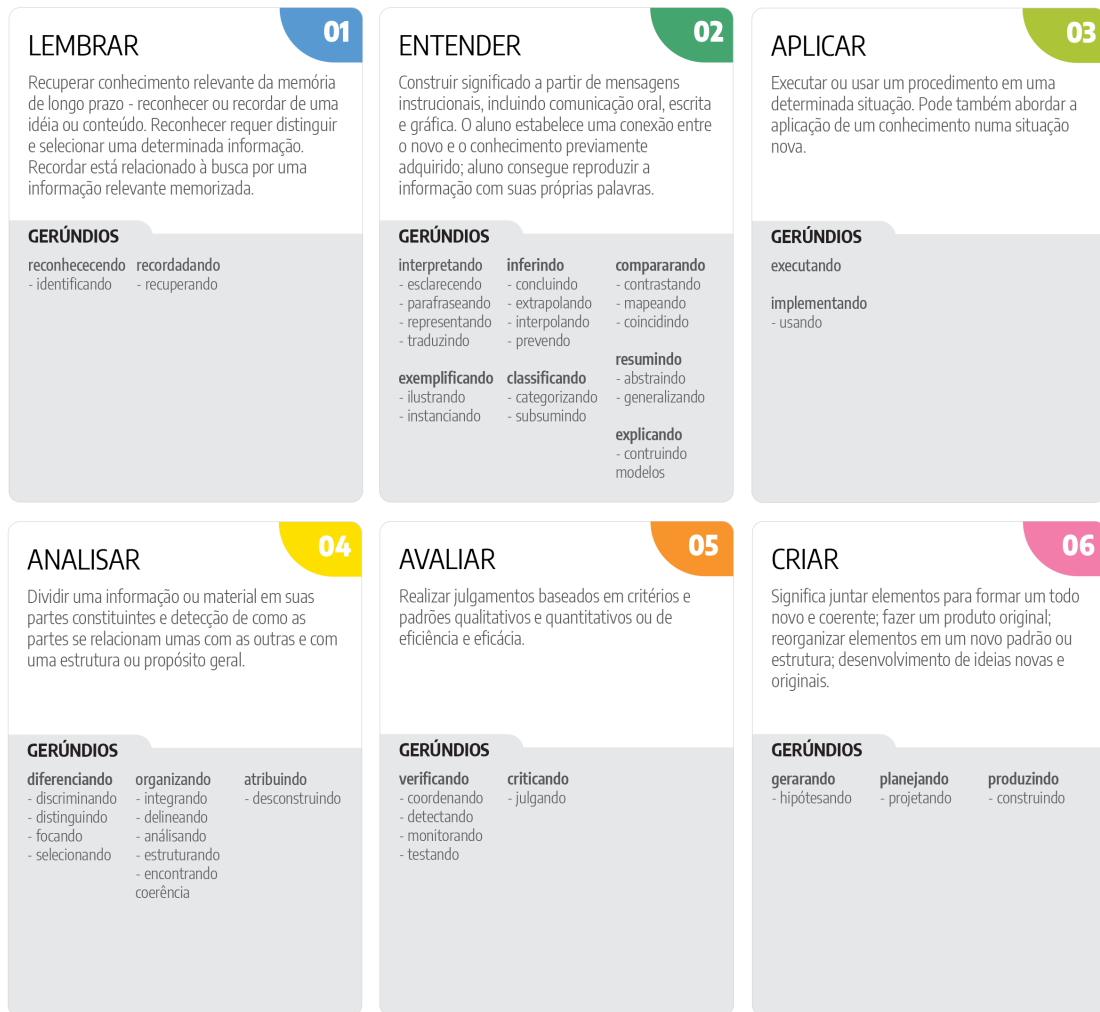 01
LEMBRAR
Recuperar conhecimento relevante da memória
de longo prazo - reconhecer ou recordar de uma
idéia ou conteúdo. Reconhecer requer distinguir
e selecionar uma determinada informação.
Recordar está relacionado à busca por uma
informação relevante memorizada.
GERÚNDIOS
reconhececendo
- identificando
recordadando
- recuperando
02
ENTENDER
Construir significado a partir de mensagens
instrucionais, incluindo comunicação oral, escrita
e gráfica. O aluno estabelece uma conexão entre
o novo e o conhecimento previamente
adquirido; aluno consegue reproduzir a
informação com suas próprias palavras.
GERÚNDIOS
interpretando
- esclarecendo
- parafraseando
- representando
- traduzindo
exemplificando
- ilustrando
- instanciando
inferindo
- concluindo
- extrapolando
- interpolando
- prevendo
classificando
- categorizando
- subsumindo
compararando
- contrastando
- mapeando
- coincidindo
resumindo
- abstraindo
- generalizando
explicando
- contruindo
modelos
03
APLICAR
Executar ou usar um procedimento em uma
determinada situação. Pode também abordar a
aplicação de um conhecimento numa situação
nova.
GERÚNDIOS
executando
implementando
- usando
04
ANALISAR
Dividir uma informação ou material em suas
partes constituintes e detecção de como as
partes se relacionam umas com as outras e com
uma estrutura ou propósito geral.
GERÚNDIOS
diferenciando
- discriminando
- distinguindo
- focando
- selecionando
organizando
- integrando
- delineando
- análisando
- estruturando
- encontrando
coerência
atribuindo
- desconstruindo
05
AVALIAR
Realizar julgamentos baseados em critérios e
padrões qualitativos e quantitativos ou de
eficiência e eficácia.
GERÚNDIOS
verificando
- coordenando
- detectando
- monitorando
- testando
criticando
- julgando
06
CRIAR
Significa juntar elementos para formar um todo
novo e coerente; fazer um produto original;
reorganizar elementos em um novo padrão ou
estrutura; desenvolvimento de ideias novas e
originais.
GERÚNDIOS
gerarando
- hipótesando
planejando
- projetando
produzindo
- construindo